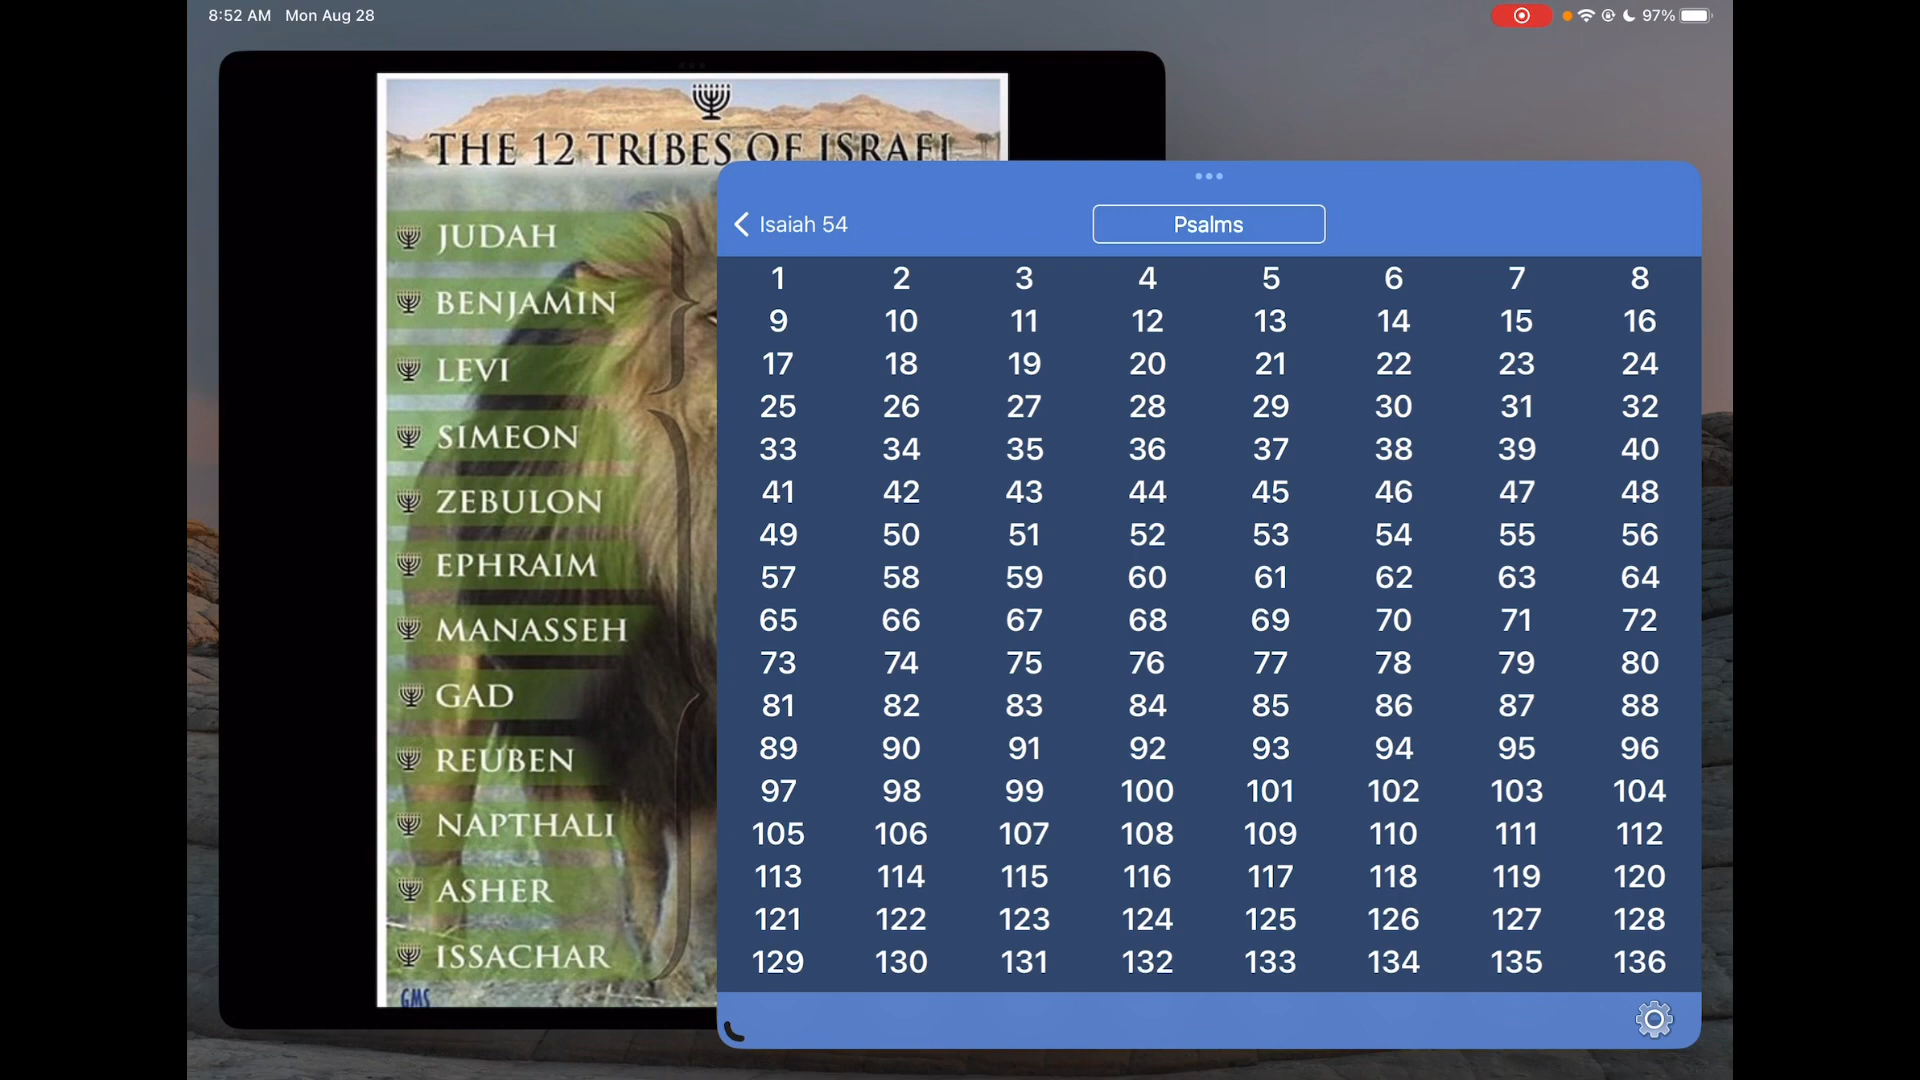 8:52 AM Mon Aug 28
97%
THE 12 TRIBES OF ISRAEL
JUDAH
BENJAMIN
LEVI
SIMEON
ZEBULON
EPHRAIM
MANASSEH
GAD
REUBEN
NAPTHALI
ASHER
ISSACHAR
GMS
Isaiah 54
Psalms
1 2 3 4 5 6 7 8
9 10 11 12 13 14 15 16
17 18 19 20 21 22 23 24
25 26 27 28 29 30 31 32
33 34 35 36 37 38 39 40
41 42 43 44 45 46 47 48
49 50 51 52 53 54 55 56
57 58 59 60 61 62 63 64
65 66 67 68 69 70 71 72
73 74 75 76 77 78 79 80
81 82 83 84 85 86 87 88
89 90 91 92 93 94 95 96
97 98 99 100 101 102 103 104
105 106 107 108 109 110 111 112
113 114 115 116 117 118 119 120
121 122 123 124 125 126 127 128
129 130 131 132 133 134 135 136